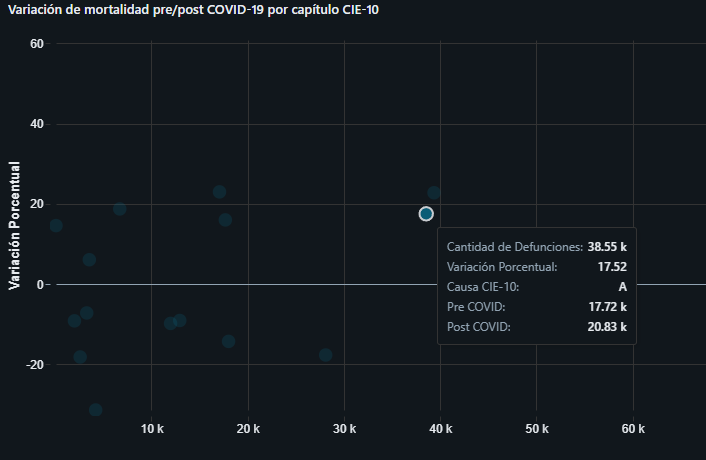 Variación de mortalidad pre/post COVID-19 por capítulo CIE-10
60
40
20
0
-20
Variación Porcentual
Cantidad de Defunciones: 38.55 k
Variación Porcentual: 17.52
Causa CIE-10: A
Pre COVID: 17.72 k
Post COVID: 20.83 k
10 k 20 k 30 k 40 k 50 k 60 k